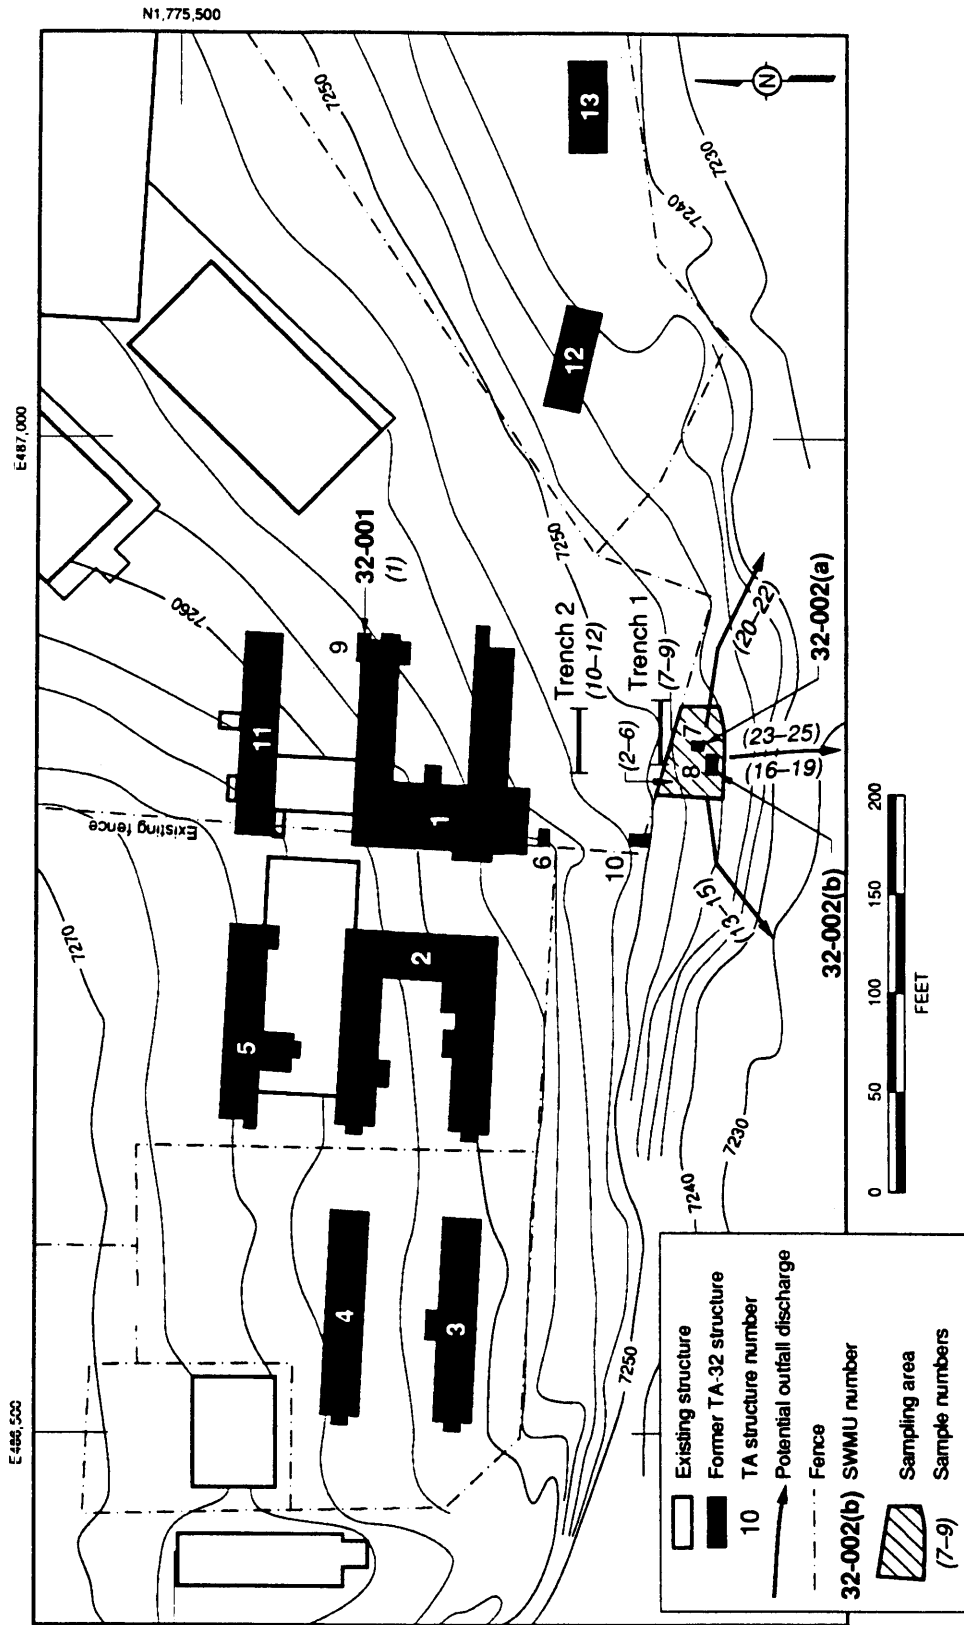 N1,775,500
E487,000
E486,500
7250
13
N
7230
7240
12
7260
32-001
(1)
9
11
7250
Trench 2
(10–12)
Trench 1
(7–9)
(2–6)
(20–22)
32-002(a)
7
8
(23–25)
(16–19)
Existing fence
1
6
10
(13–15)
32-002(b)
7270
5
2
4
3
7250
7240
7230
0 50 100 150 200
FEET
Existing structure
Former TA-32 structure
10 TA structure number
Potential outfall discharge
Fence
32-002(b) SWMU number
Sampling area
(7–9) Sample numbers